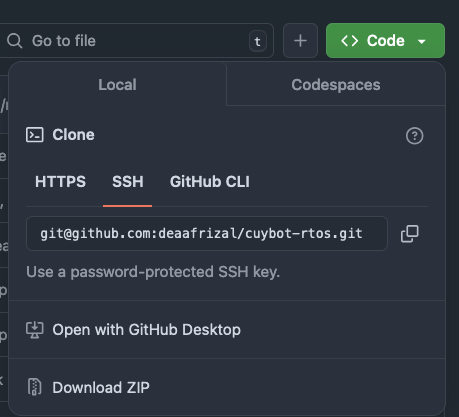 Go to file t + Code
Local Codespaces
Clone
HTTPS SSH GitHub CLI
git@github.com:deaafrizal/cuybot-rtos.git
Use a password-protected SSH key.
Open with GitHub Desktop
Download ZIP